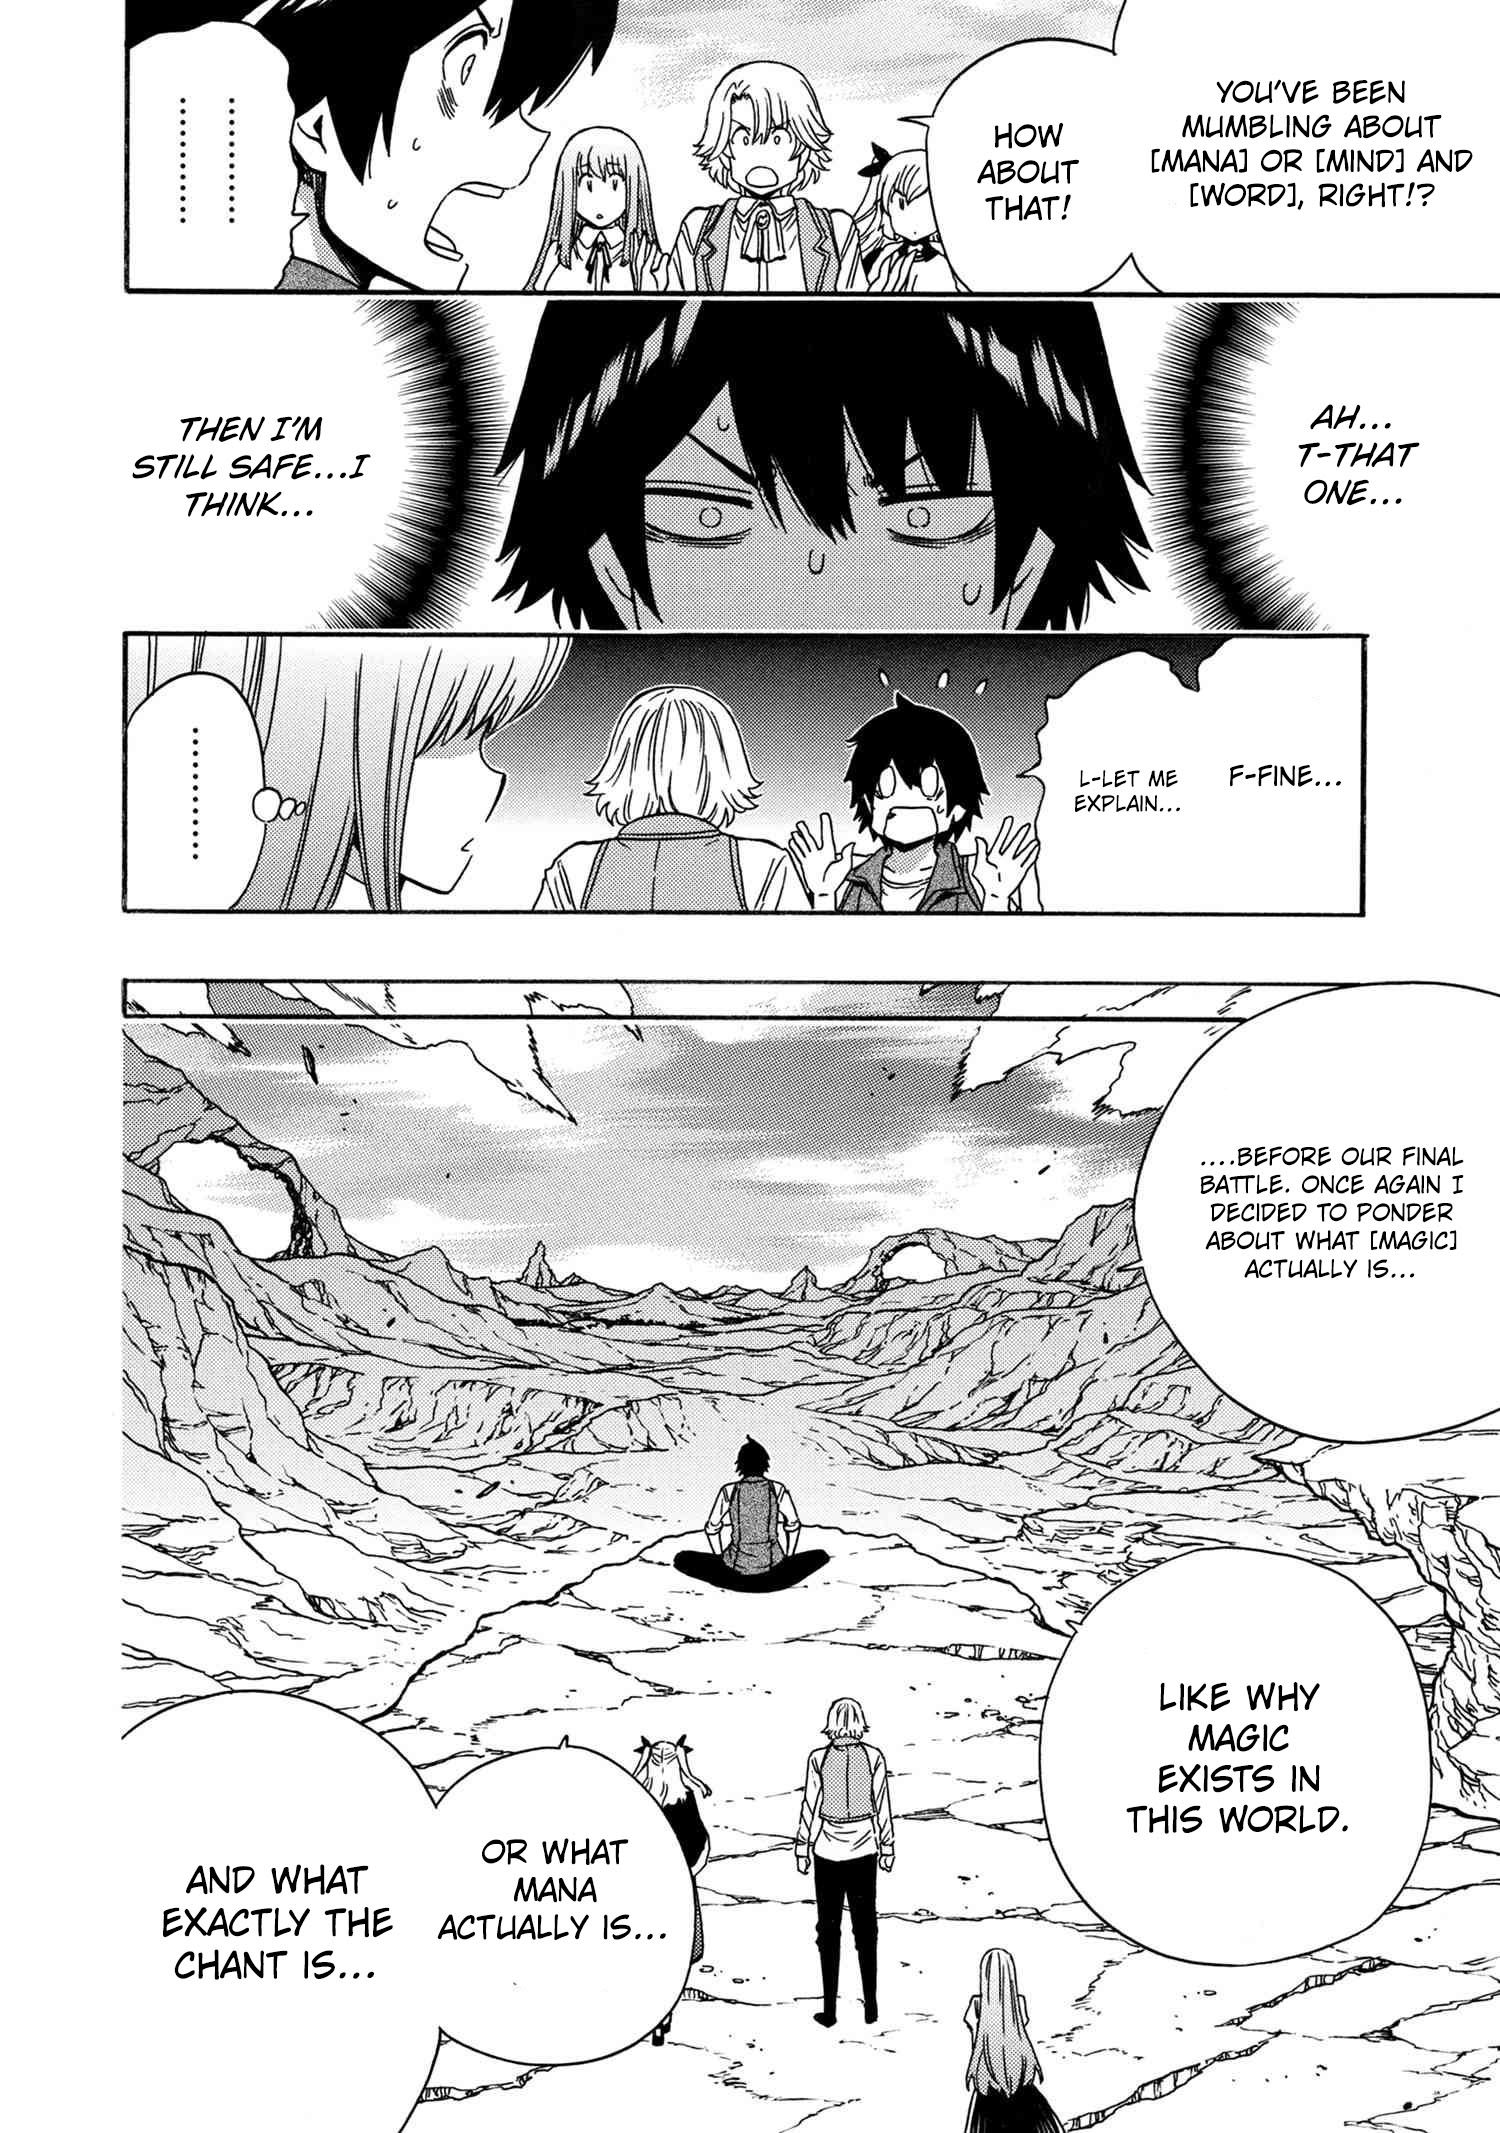 YOU'VE BEEN
MUMBLING ABOUT
[MANA] OR [MIND] AND
[WORD], RIGHT!?
HOW
ABOUT
THAT!
AH...
T-THAT
ONE...
THEN I'M
STILL SAFE...I
THINK...
F-FINE...
L-LET ME
EXPLAIN...
....BEFORE OUR FINAL
BATTLE. ONCE AGAIN I
DECIDED TO PONDER
ABOUT WHAT [MAGIC]
ACTUALLY IS...
LIKE WHY
MAGIC
EXISTS IN
THIS WORLD.
OR WHAT
MANA
ACTUALLY IS...
AND WHAT
EXACTLY THE
CHANT IS...